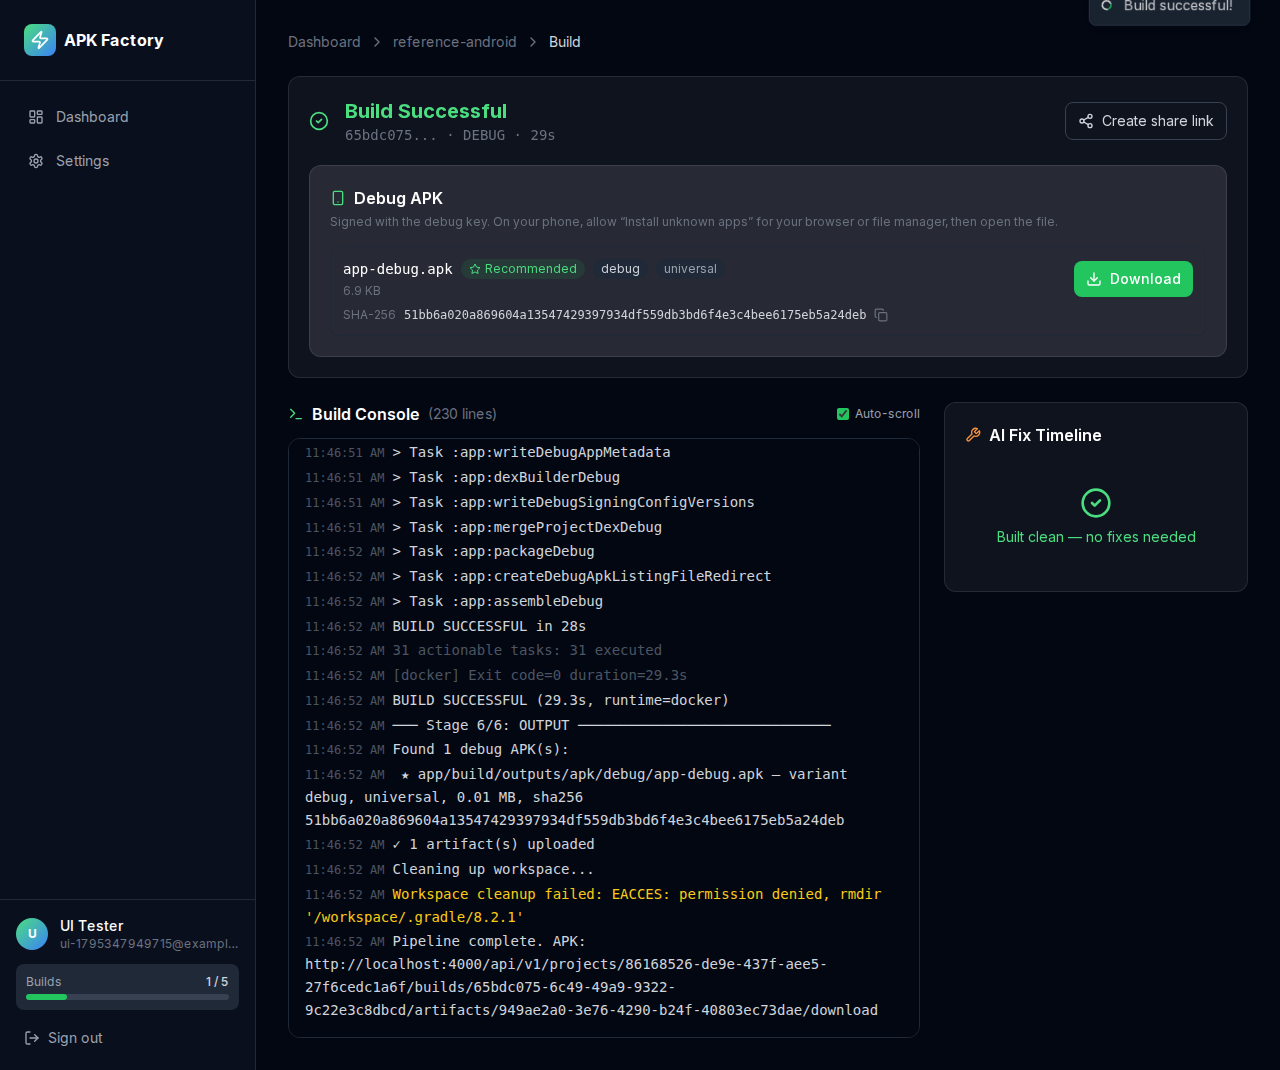 Build successful!
APK Factory
Dashboard
Settings
Dashboard > reference-android > Build
Build Successful
65bdc075... · DEBUG · 29s
Create share link
Debug APK
Signed with the debug key. On your phone, allow “Install unknown apps” for your browser or file manager, then open the file.
app-debug.apk Recommended debug universal
6.9 KB
Download
SHA-256 51bb6a020a869604a13547429397934df559db3bd6f4e3c4bee6175eb5a24deb
Build Console (230 lines)
Auto-scroll
11:46:51 AM > Task :app:writeDebugAppMetadata
11:46:51 AM > Task :app:dexBuilderDebug
11:46:51 AM > Task :app:writeDebugSigningConfigVersions
11:46:51 AM > Task :app:mergeProjectDexDebug
11:46:52 AM > Task :app:packageDebug
11:46:52 AM > Task :app:createDebugApkListingFileRedirect
11:46:52 AM > Task :app:assembleDebug
11:46:52 AM BUILD SUCCESSFUL in 28s
11:46:52 AM 31 actionable tasks: 31 executed
11:46:52 AM [docker] Exit code=0 duration=29.3s
11:46:52 AM BUILD SUCCESSFUL (29.3s, runtime=docker)
11:46:52 AM ─── Stage 6/6: OUTPUT ──────────────────────────────
11:46:52 AM Found 1 debug APK(s):
11:46:52 AM ★ app/build/outputs/apk/debug/app-debug.apk — variant
debug, universal, 0.01 MB, sha256
51bb6a020a869604a13547429397934df559db3bd6f4e3c4bee6175eb5a24deb
11:46:52 AM ✓ 1 artifact(s) uploaded
11:46:52 AM Cleaning up workspace...
11:46:52 AM Workspace cleanup failed: EACCES: permission denied, rmdir
'/workspace/.gradle/8.2.1'
11:46:52 AM Pipeline complete. APK:
http://localhost:4000/api/v1/projects/86168526-de9e-437f-aee5-
27f6cedc1a6f/builds/65bdc075-6c49-49a9-9322-
9c22e3c8dbcd/artifacts/949ae2a0-3e76-4290-b24f-40803ec73dae/download
AI Fix Timeline
Built clean — no fixes needed
U
UI Tester
ui-1795347949715@exampl...
Builds 1 / 5
Sign out